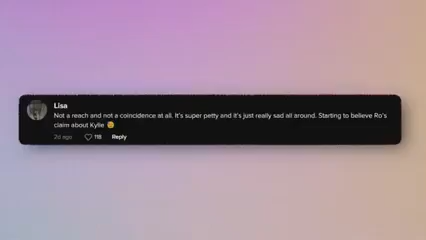 Lisa
Not a reach and not a coincidence at all. It's super petty and it's just really sad all around. Starting to believe Ro's
claim about Kylie 😢
2d ago 118 Reply